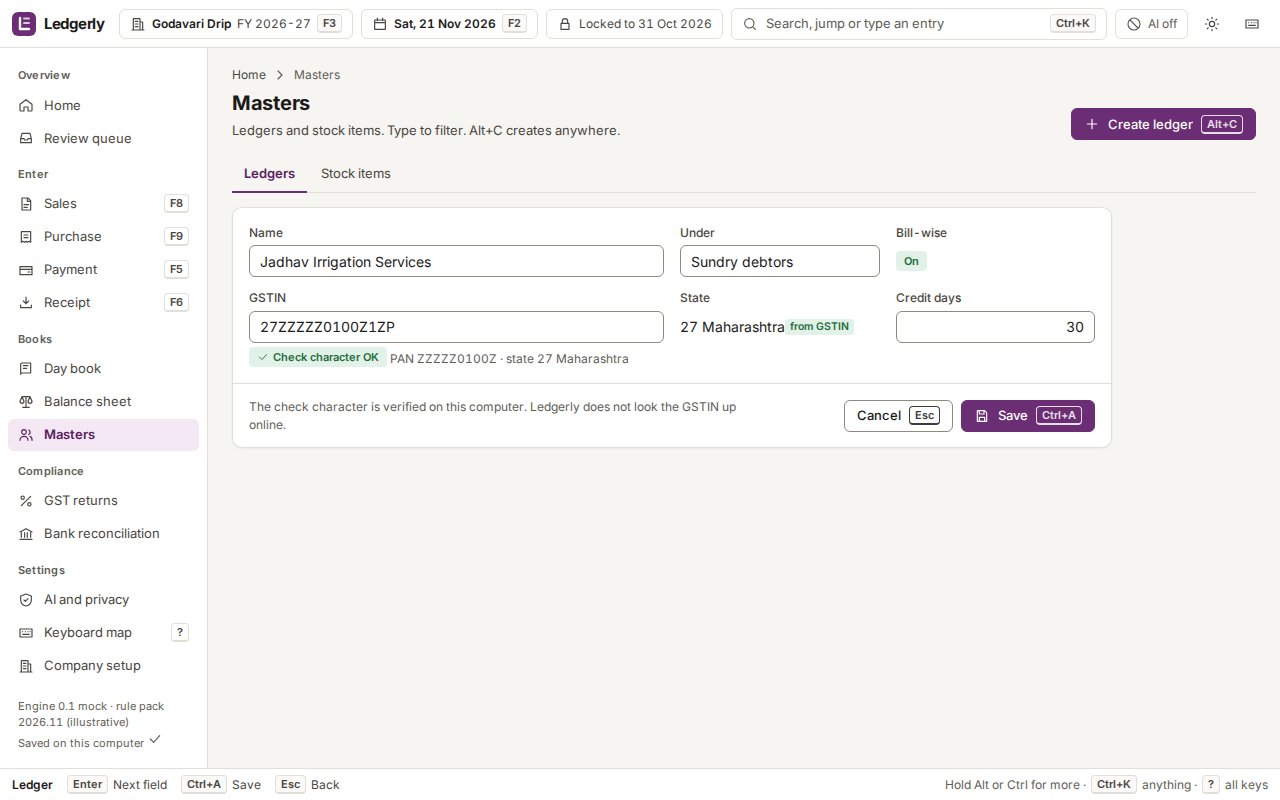 Ledgerly
Godavari Drip FY 2026-27 F3
Sat, 21 Nov 2026 F2
Locked to 31 Oct 2026
Search, jump or type an entry Ctrl+K
AI off
Overview
Home
Review queue
Enter
Sales F8
Purchase F9
Payment F5
Receipt F6
Books
Day book
Balance sheet
Masters
Compliance
GST returns
Bank reconciliation
Settings
AI and privacy
Keyboard map ?
Company setup
Engine 0.1 mock · rule pack
2026.11 (illustrative)
Saved on this computer
Home > Masters
Masters
Ledgers and stock items. Type to filter. Alt+C creates anywhere.
Create ledger Alt+C
Ledgers Stock items
Name Under Bill-wise
Jadhav Irrigation Services Sundry debtors On
GSTIN State Credit days
27ZZZZZ0100Z1ZP 27 Maharashtra from GSTIN 30
Check character OK PAN ZZZZZ0100Z · state 27 Maharashtra
The check character is verified on this computer. Ledgerly does not look the GSTIN up
online.
Cancel Esc Save Ctrl+A
Ledger Enter Next field Ctrl+A Save Esc Back
Hold Alt or Ctrl for more · Ctrl+K anything · ? all keys